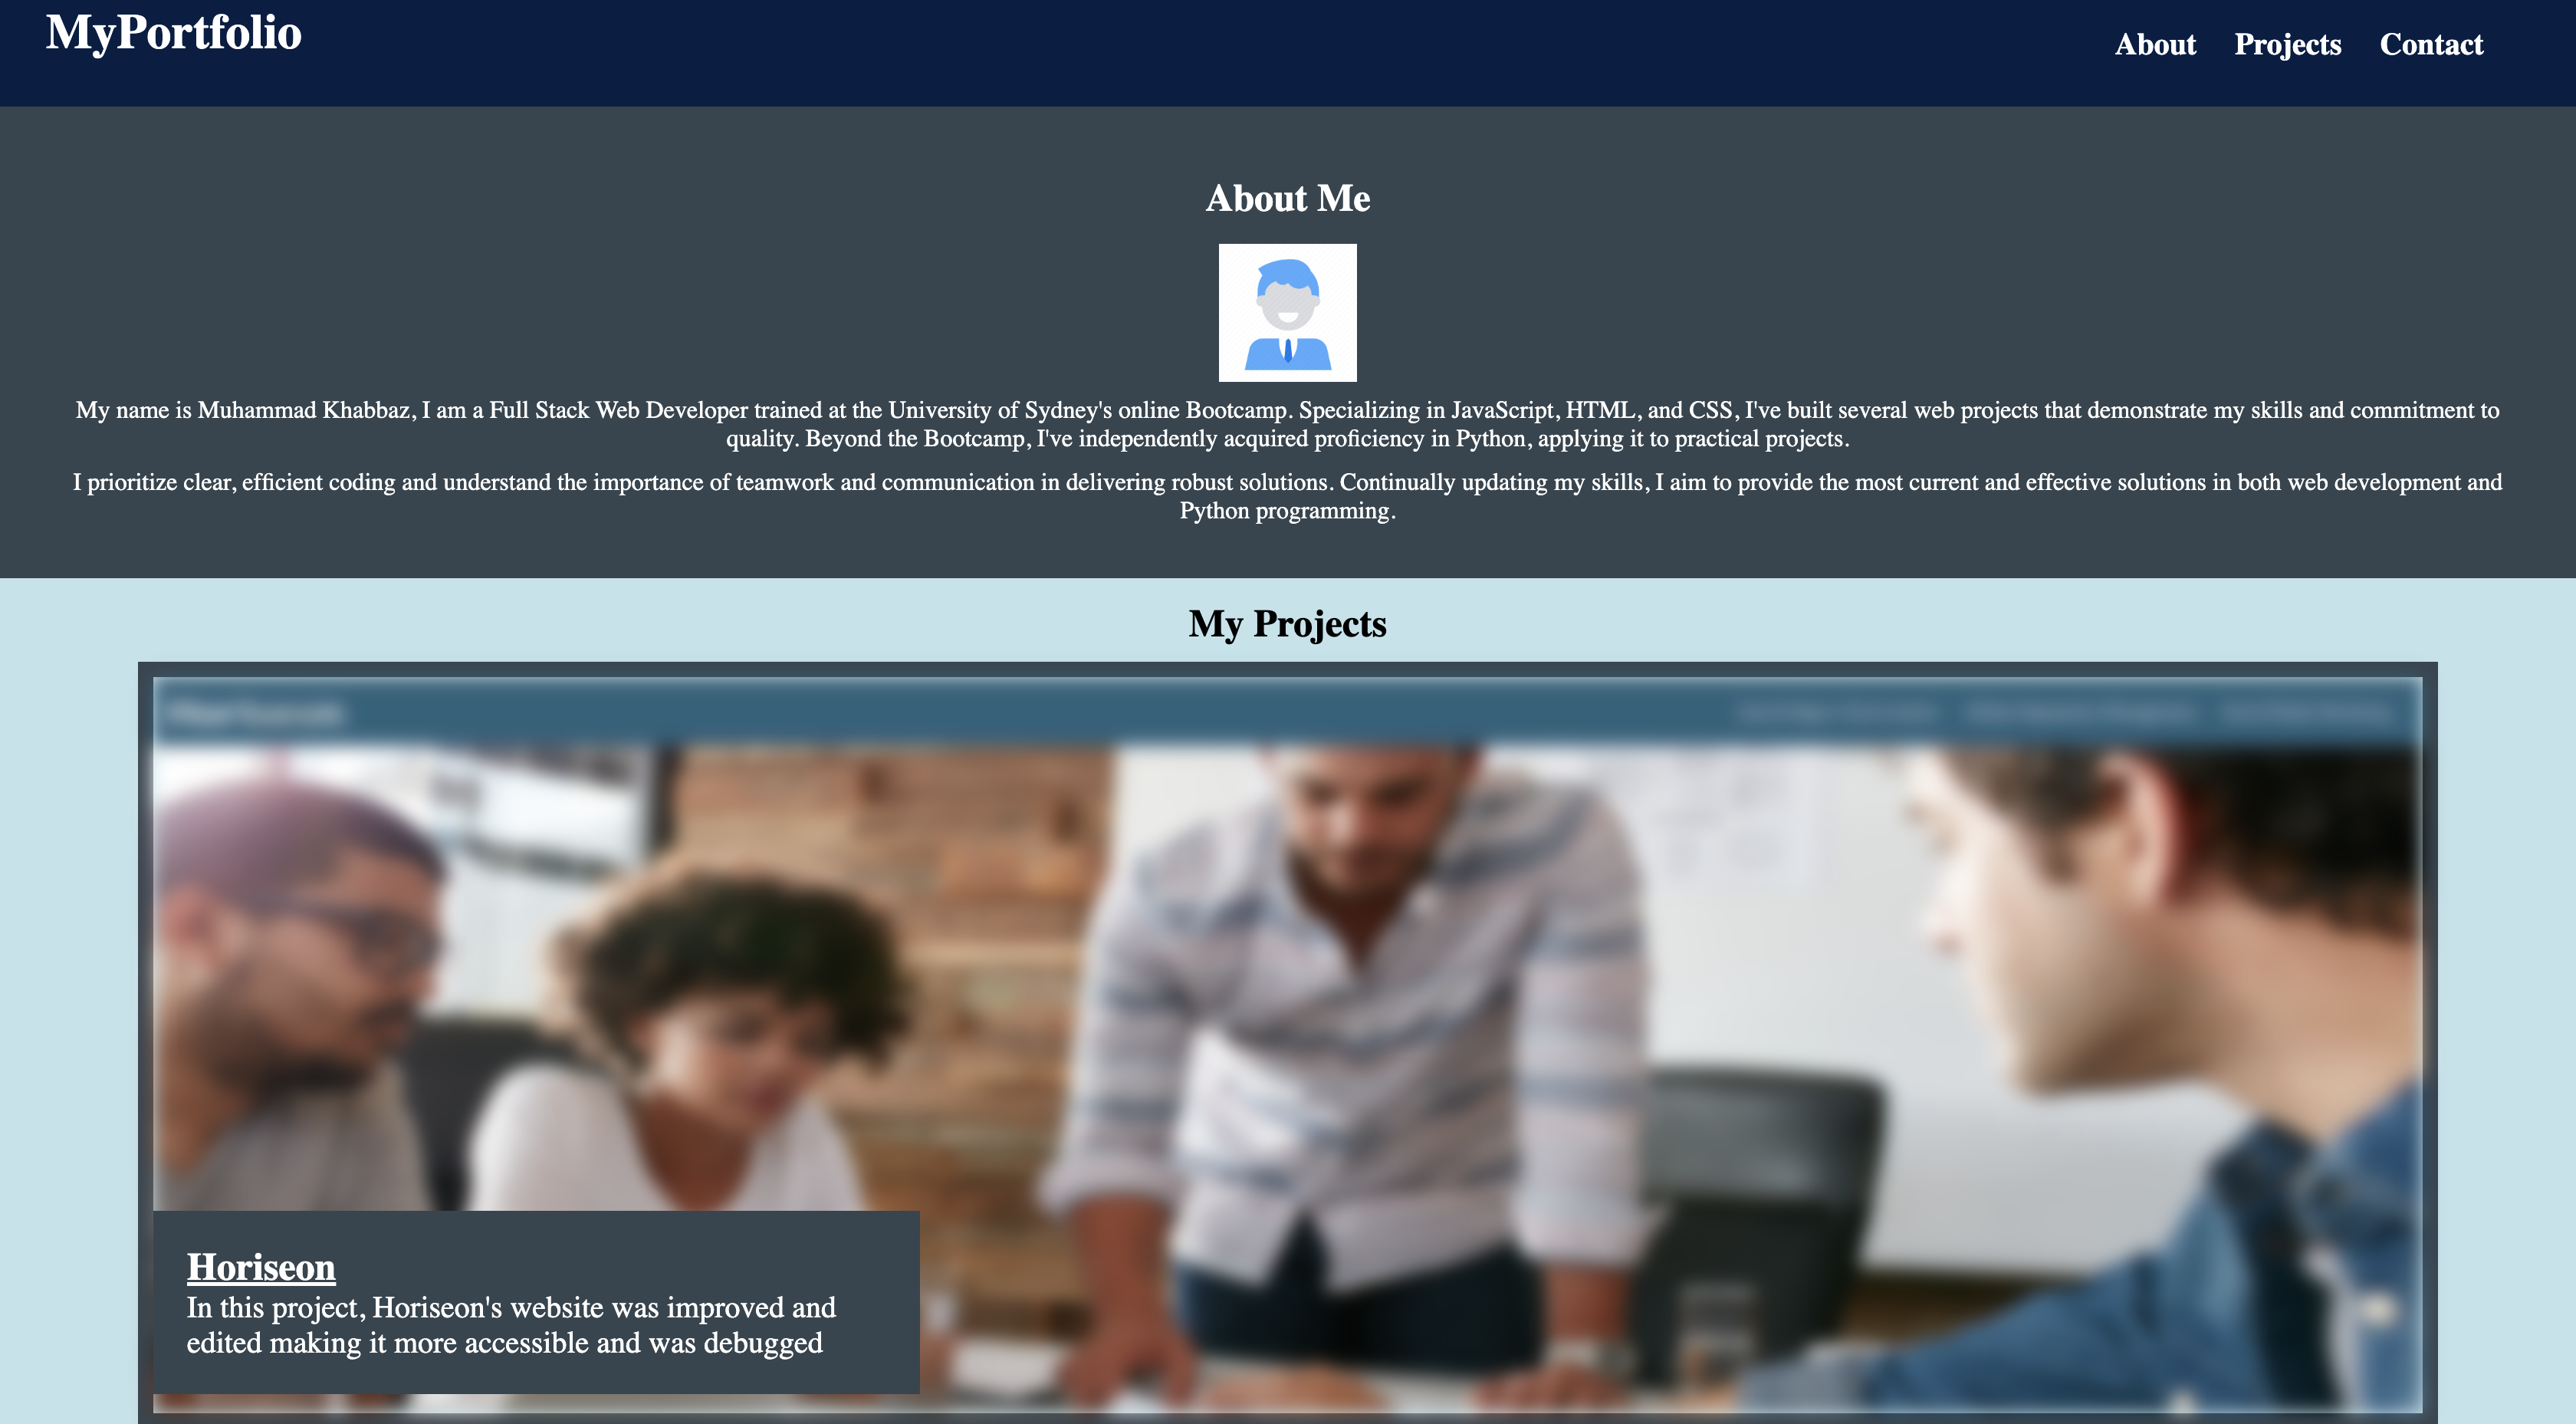 MyPortfolio
About Projects Contact
About Me
My name is Muhammad Khabbaz, I am a Full Stack Web Developer trained at the University of Sydney's online Bootcamp. Specializing in JavaScript, HTML, and CSS, I've built several web projects that demonstrate my skills and commitment to
quality. Beyond the Bootcamp, I've independently acquired proficiency in Python, applying it to practical projects.
I prioritize clear, efficient coding and understand the importance of teamwork and communication in delivering robust solutions. Continually updating my skills, I aim to provide the most current and effective solutions in both web development and
Python programming.
My Projects
Horiseon
In this project, Horiseon's website was improved and
edited making it more accessible and was debugged